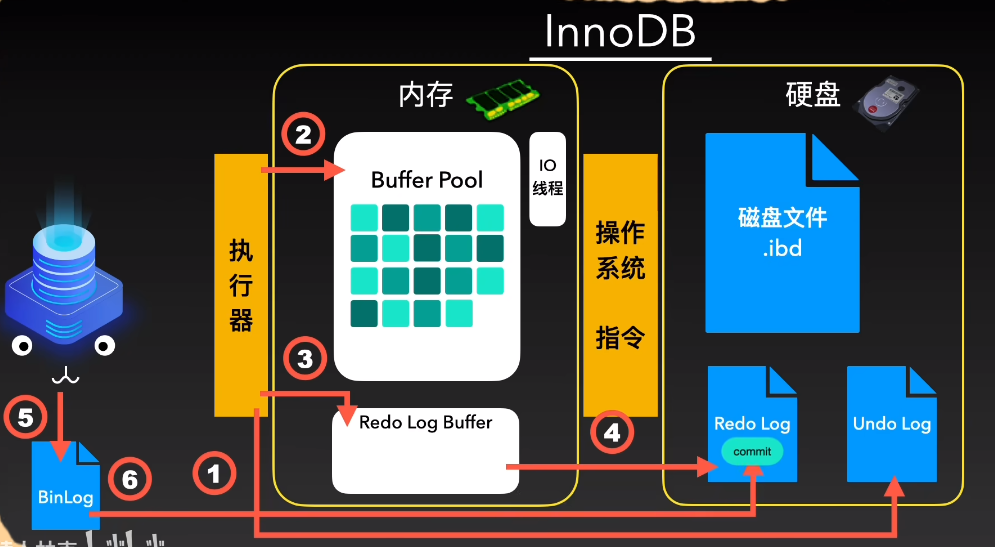 InnoDB
内存
硬盘
②
Buffer Pool
IO
线程
执
行
器
操作
系统
指令
磁盘文件
.ibd
③
Redo Log Buffer
④
Redo Log
commit
Undo Log
⑤
BinLog
⑥
①